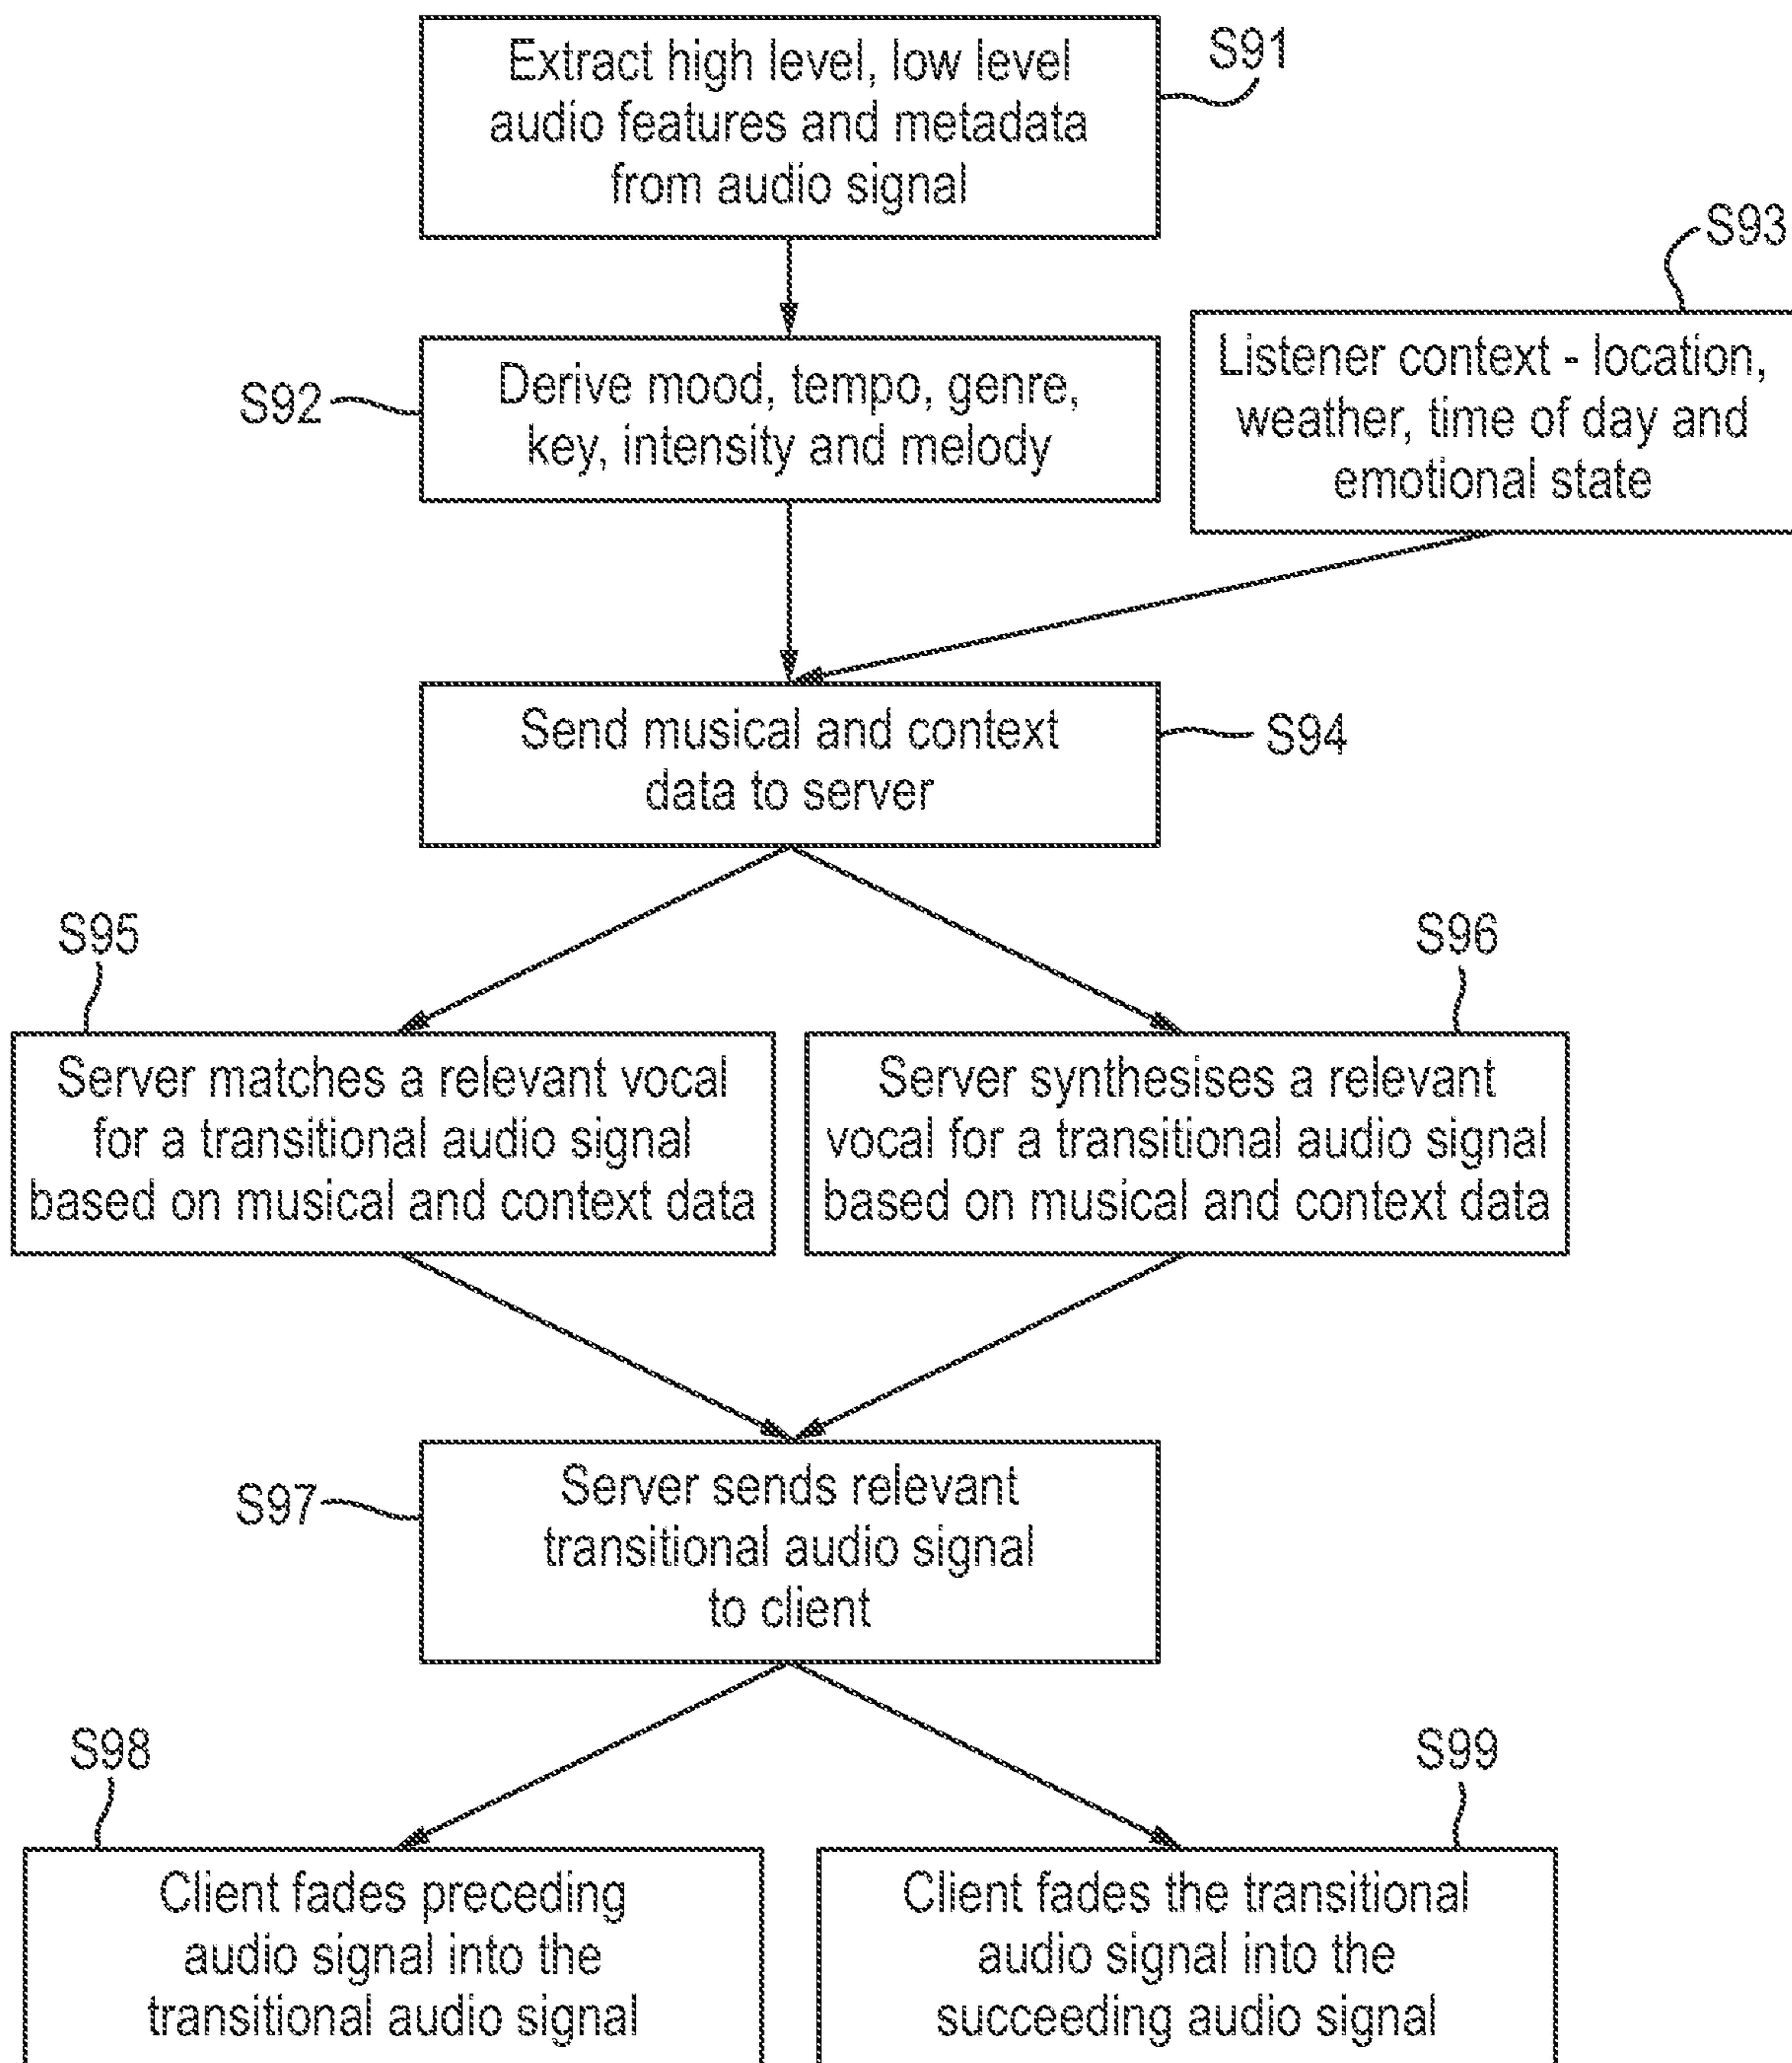 Extract high level, low level
audio features and metadata
from audio signal
S91
S93
Derive mood, tempo, genre,
key, intensity and melody
S92
Listener context - location,
weather, time of day and
emotional state
Send musical and context
data to server
S94
S95
S96
Server matches a relevant vocal
for a transitional audio signal
based on musical and context data
Server synthesises a relevant
vocal for a transitional audio signal
based on musical and context data
S97
Server sends relevant
transitional audio signal
to client
S98
S99
Client fades preceding
audio signal into the
transitional audio signal
Client fades the transitional
audio signal into the
succeeding audio signal